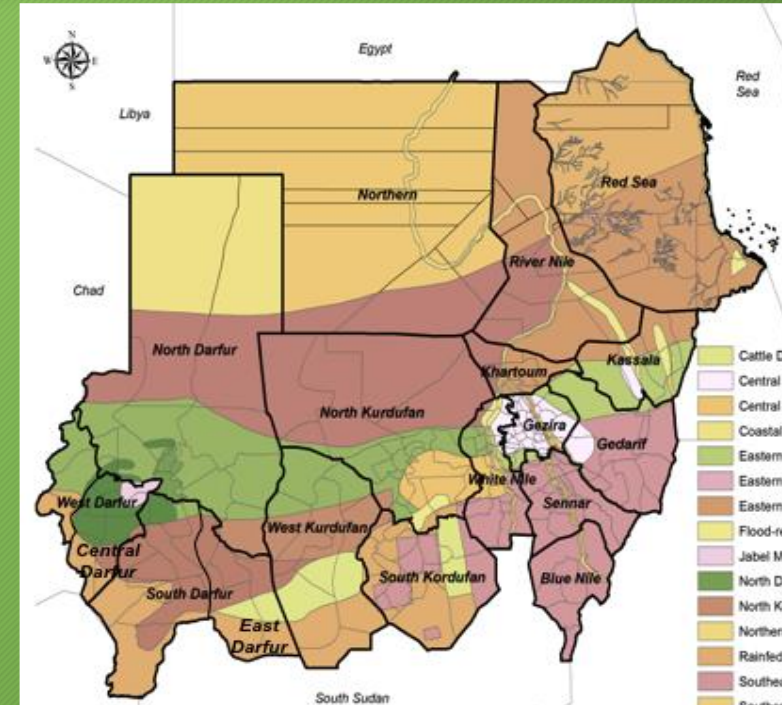 N
W E
S
Egypt
Red
Sea
Libya
Northern
Red Sea
River Nile
Chad
North Darfur
Khartoum
Kassala
North Kurdufan
Gezira
Gedarif
White Nile
West Darfur
West Kurdufan
Sennar
Central
Darfur
South Darfur
South Kordufan
Blue Nile
East
Darfur
South Sudan
Cattle D
Central
Central
Coastal
Eastern
Eastern
Eastern
Flood-re
Jabel M
North D
North K
Northern
Rainfed
Southea